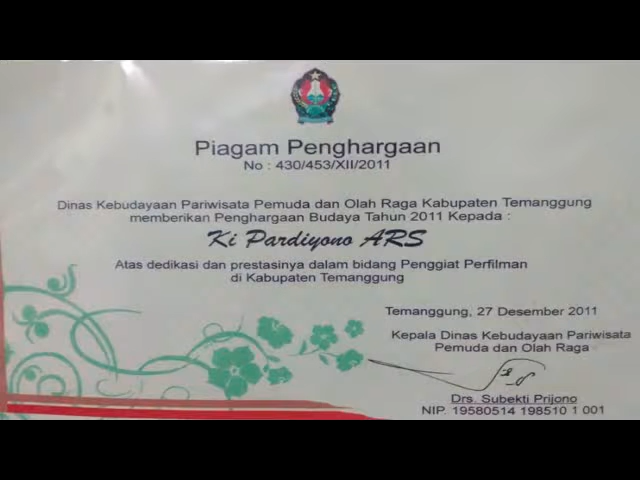 Piagam Penghargaan
No : 430/453/XII/2011
Dinas Kebudayaan Pariwisata Pemuda dan Olah Raga Kabupaten Temanggung
memberikan Penghargaan Budaya Tahun 2011 Kepada :
Ki Pardiyono ARS
Atas dedikasi dan prestasinya dalam bidang Penggiat Perfilman
di Kabupaten Temanggung
Temanggung, 27 Desember 2011
Kepala Dinas Kebudayaan Pariwisata
Pemuda dan Olah Raga
Drs. Subekti Prijono
NIP. 19580514 198510 1 001